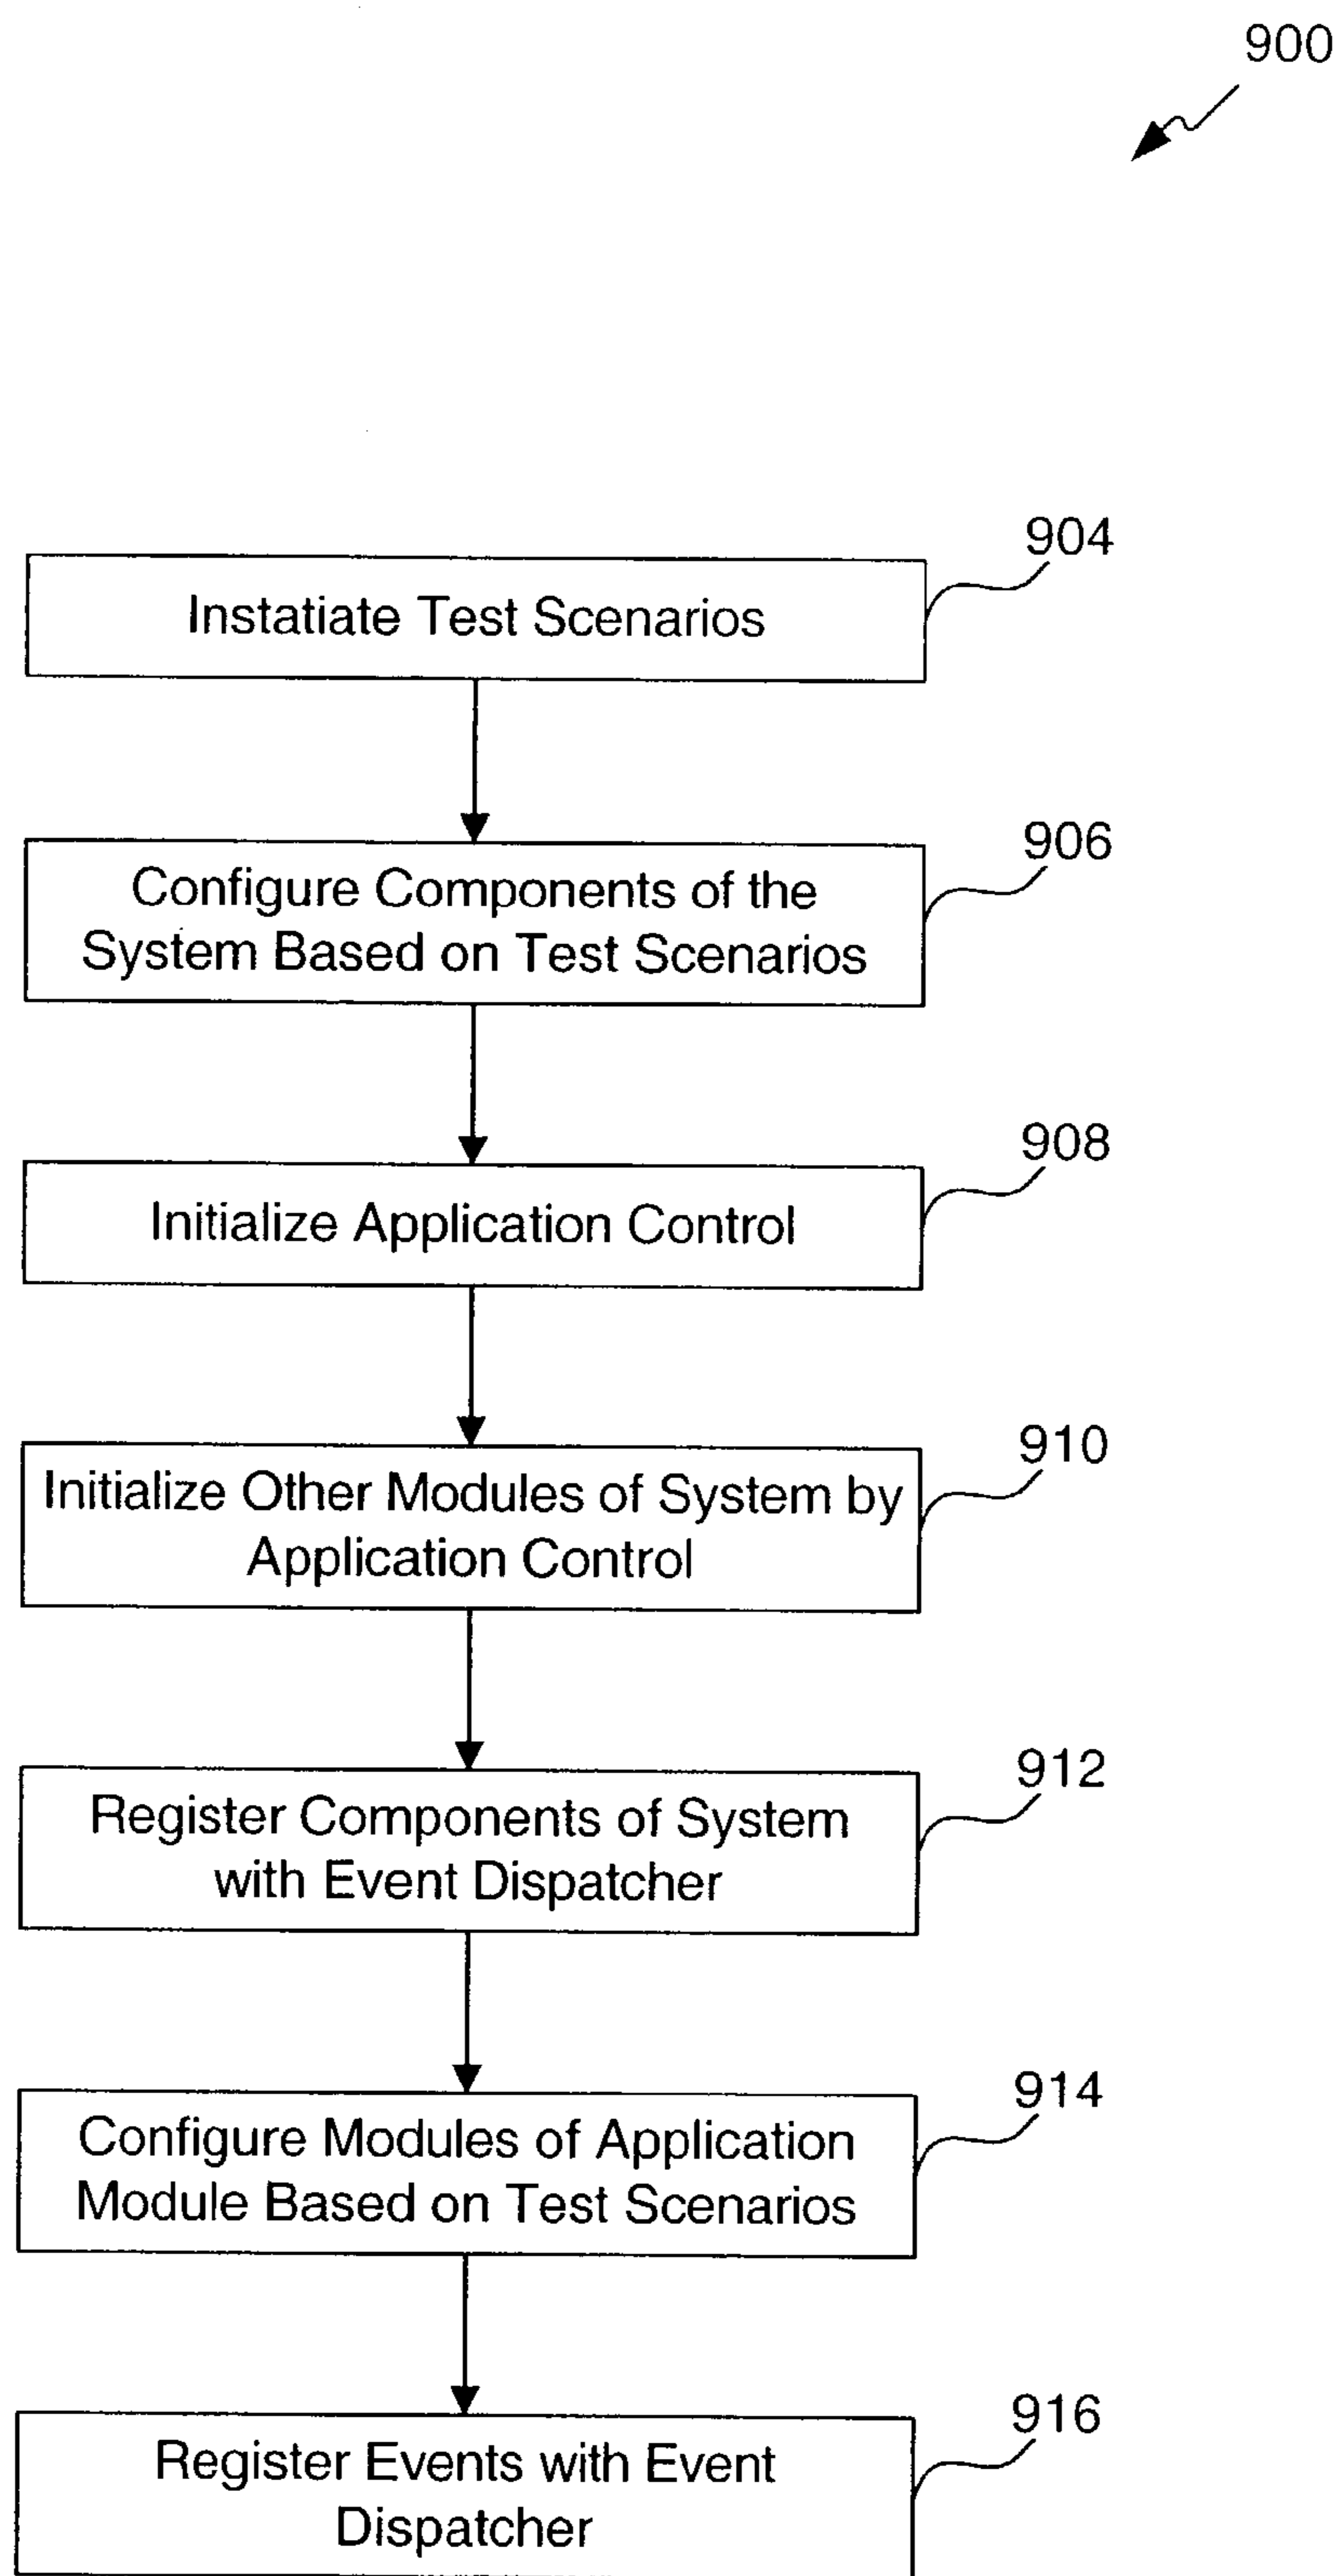 900
904
Instatiate Test Scenarios
906
Configure Components of the
System Based on Test Scenarios
908
Initialize Application Control
910
Initialize Other Modules of System by
Application Control
912
Register Components of System
with Event Dispatcher
914
Configure Modules of Application
Module Based on Test Scenarios
916
Register Events with Event
Dispatcher